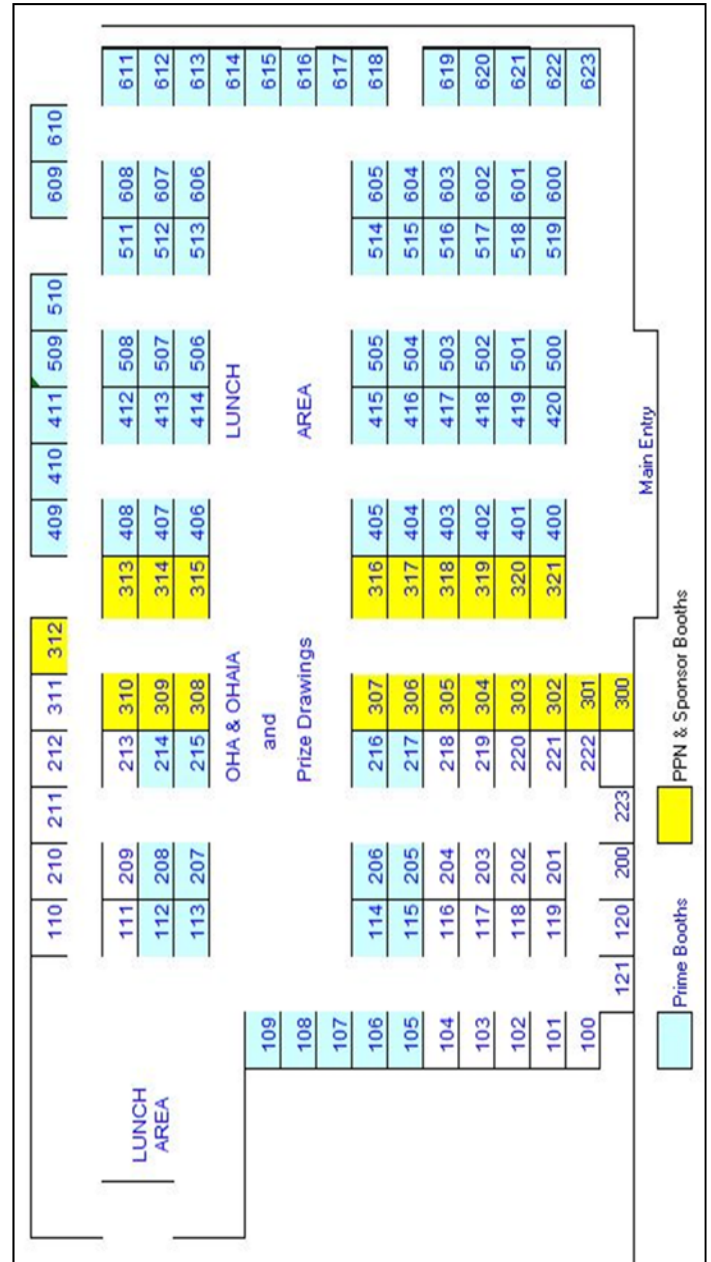 110 210 211 212 311 312 409 410 411 509 510 609 610
111 209 213 310 313 408 412 508 511 608 611
LUNCH
AREA
112 208 214 309 314 407 413 507 512 607 612
113 207 215 308 315 406 414 506 513 606 613
OHA & OHAIA LUNCH 614
109 and 615
108 Prize Drawings AREA 616
107 617
106 114 206 216 307 316 405 415 505 514 605 618
105 115 205 217 306 317 404 416 504 515 604
104 116 204 218 305 318 403 417 503 516 603 619
103 117 203 219 304 319 402 418 502 517 602 620
102 118 202 220 303 320 401 419 501 518 601 621
101 119 201 221 302 321 400 420 500 519 600 622
100 222 301 623
121 120 200 223 300
Main Entry
Prime Booths PPN & Sponsor Booths